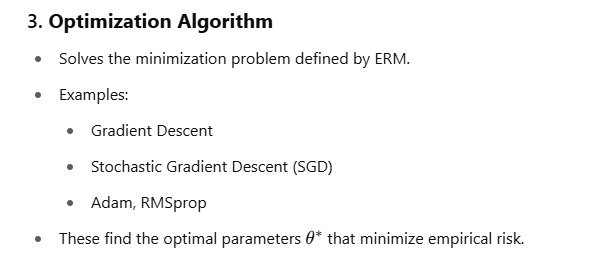 3. Optimization Algorithm
• Solves the minimization problem defined by ERM.
• Examples:
• Gradient Descent
• Stochastic Gradient Descent (SGD)
• Adam, RMSprop
• These find the optimal parameters θ* that minimize empirical risk.